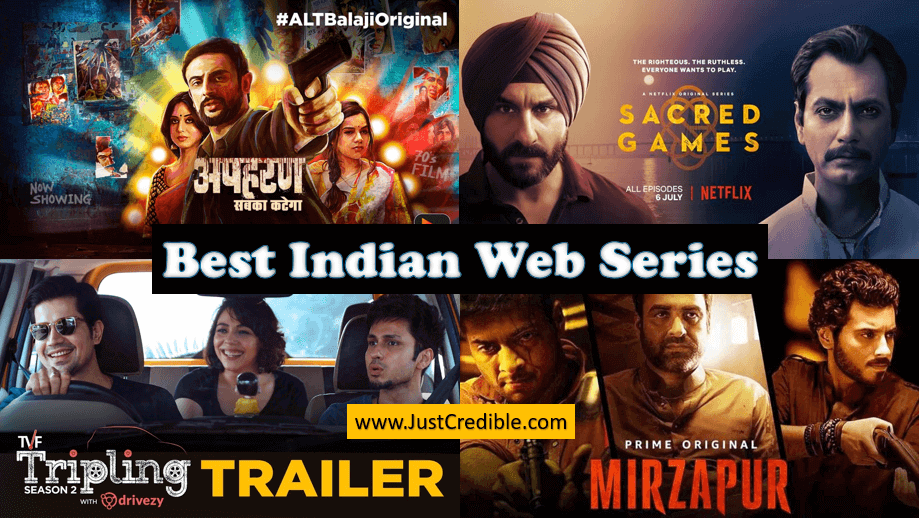 #ALTBalajiOriginal
NOW
SHOWING
70's
FILM
अपहरण
सबका कटेगा
THE RIGHTEOUS. THE RUTHLESS.
EVERYONE WANTS TO PLAY.
A NETFLIX ORIGINAL SERIES
SACRED
GAMES
ALL EPISODES
6 JULY
NETFLIX
Best Indian Web Series
www.JustCredible.com
TVF
Tripling
SEASON 2
WITH drivezy
TRAILER
PRIME ORIGINAL
MIRZAPUR